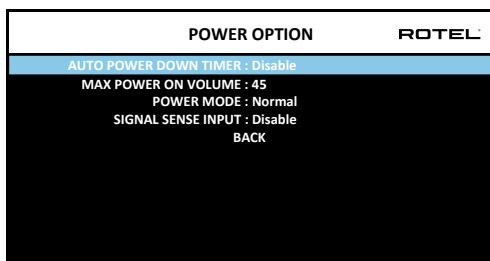 POWER OPTION ROTEL
AUTO POWER DOWN TIMER : Disable
MAX POWER ON VOLUME : 45
POWER MODE : Normal
SIGNAL SENSE INPUT : Disable
BACK